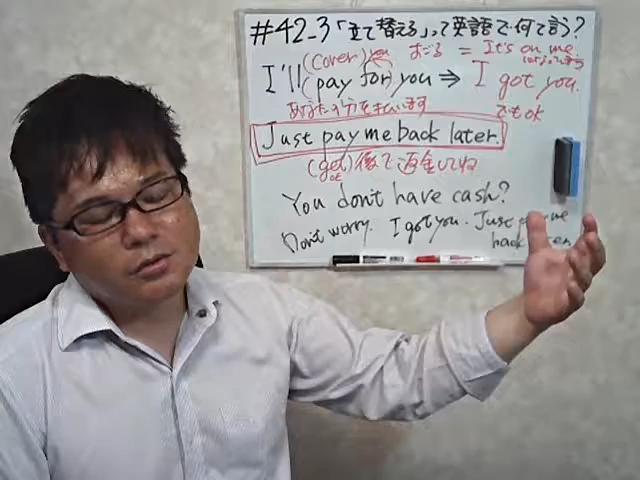 #42_3「立て替える」って英語で何て言う?
(cover) you おごる = It's on me.
I'll (pay for) you ⇒ I got you.
あなたの分を払います でもok
Just pay me back later.
(get) 後で返金してね
You don't have cash?
Don't worry. I got you. Just me
back